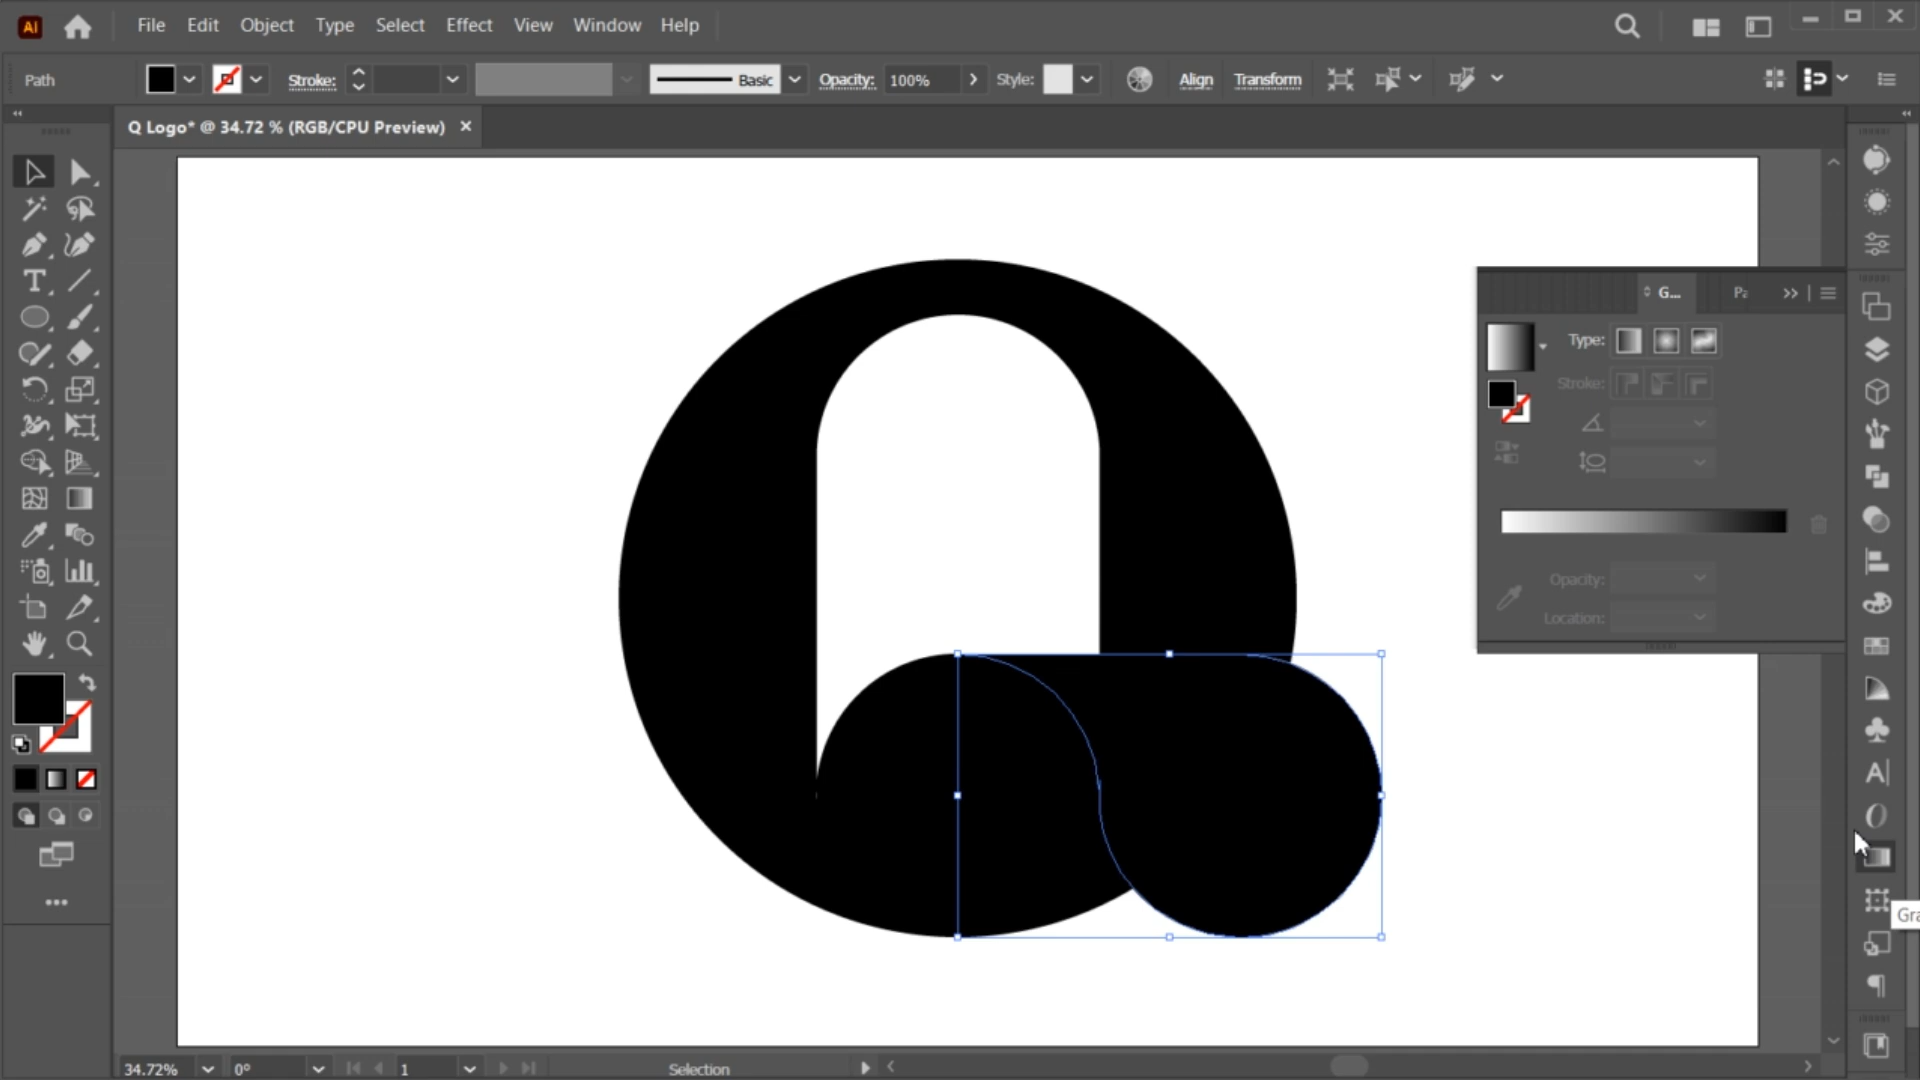 Ai File Edit Object Type Select Effect View Window Help
Path Stroke: Basic Opacity: 100% Style: Align Transform
Q Logo* @ 34.72 % (RGB/CPU Preview)
G...
Type:
Stroke:
Opacity:
Location:
Gra
34.72% 0° 1 Selection